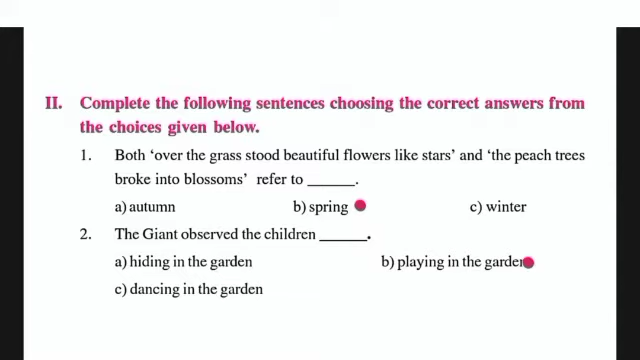 II. Complete the following sentences choosing the correct answers from
the choices given below.
1. Both ‘over the grass stood beautiful flowers like stars’ and ‘the peach trees
broke into blossoms’ refer to ______.
a) autumn b) spring c) winter
2. The Giant observed the children ______.
a) hiding in the garden b) playing in the garden
c) dancing in the garden